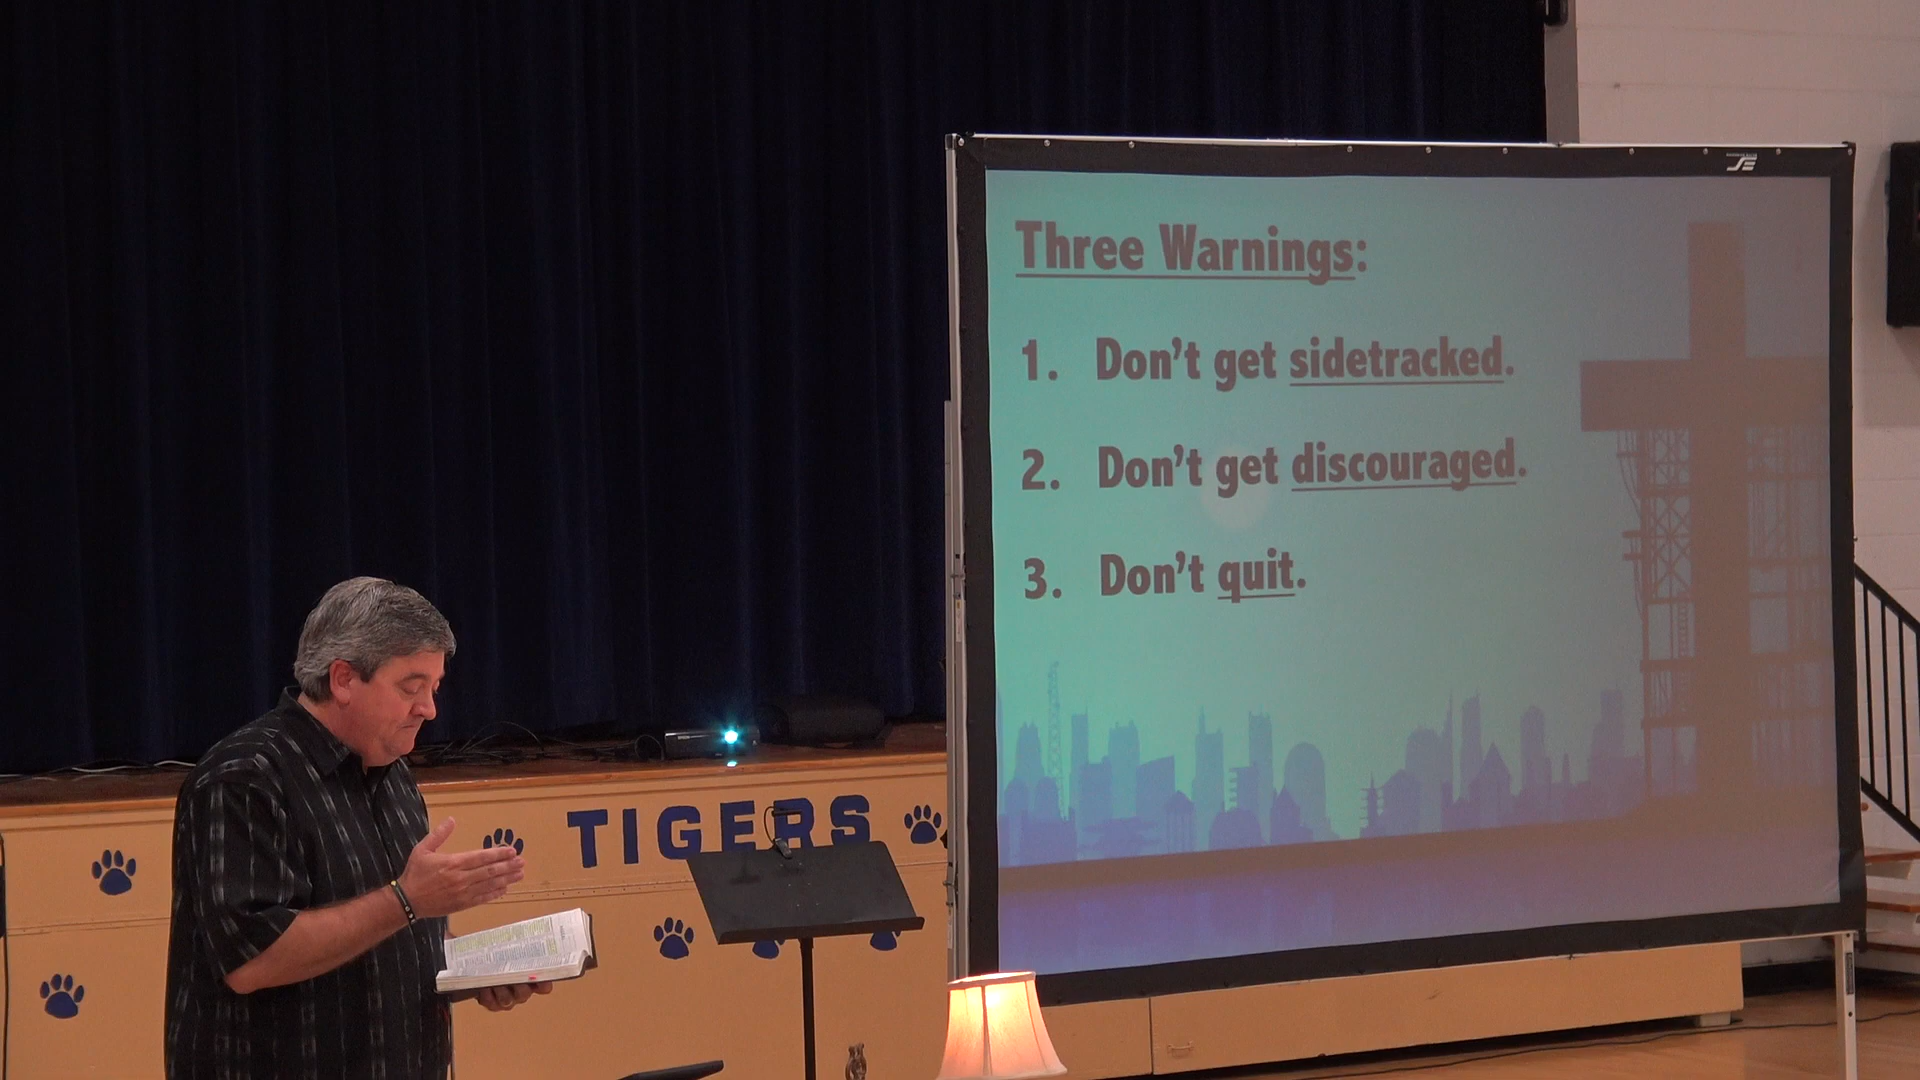 Three Warnings:
1. Don't get sidetracked.
2. Don't get discouraged.
3. Don't quit.
TIGERS